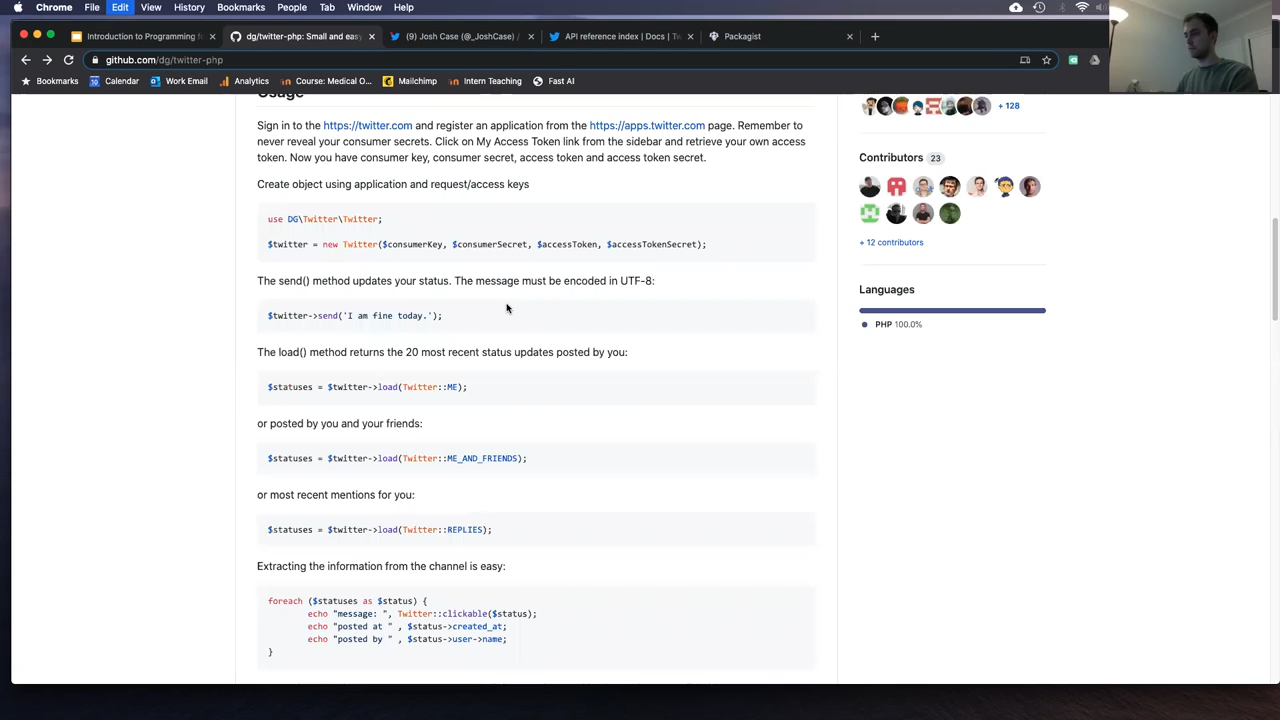 Chrome File Edit View History Bookmarks People Tab Window Help
Introduction to Programming for
dg/twitter-php: Small and easy
(9) Josh Case (@_JoshCase) /
API reference index | Docs | Tw
Packagist
github.com/dg/twitter-php
Bookmarks Calendar Work Email Analytics Course: Medical O... Mailchimp Intern Teaching Fast AI
Usage
Sign in to the https://twitter.com and register an application from the https://apps.twitter.com page. Remember to
never reveal your consumer secrets. Click on My Access Token link from the sidebar and retrieve your own access
token. Now you have consumer key, consumer secret, access token and access token secret.
Create object using application and request/access keys
use DG\Twitter\Twitter;
$twitter = new Twitter($consumerKey, $consumerSecret, $accessToken, $accessTokenSecret);
The send() method updates your status. The message must be encoded in UTF-8:
$twitter->send('I am fine today.');
The load() method returns the 20 most recent status updates posted by you:
$statuses = $twitter->load(Twitter::ME);
or posted by you and your friends:
$statuses = $twitter->load(Twitter::ME_AND_FRIENDS);
or most recent mentions for you:
$statuses = $twitter->load(Twitter::REPLIES);
Extracting the information from the channel is easy:
foreach ($statuses as $status) {
echo "message: ", Twitter::clickable($status);
echo "posted at " , $status->created_at;
echo "posted by " , $status->user->name;
}
+ 128
Contributors 23
+ 12 contributors
Languages
PHP 100.0%